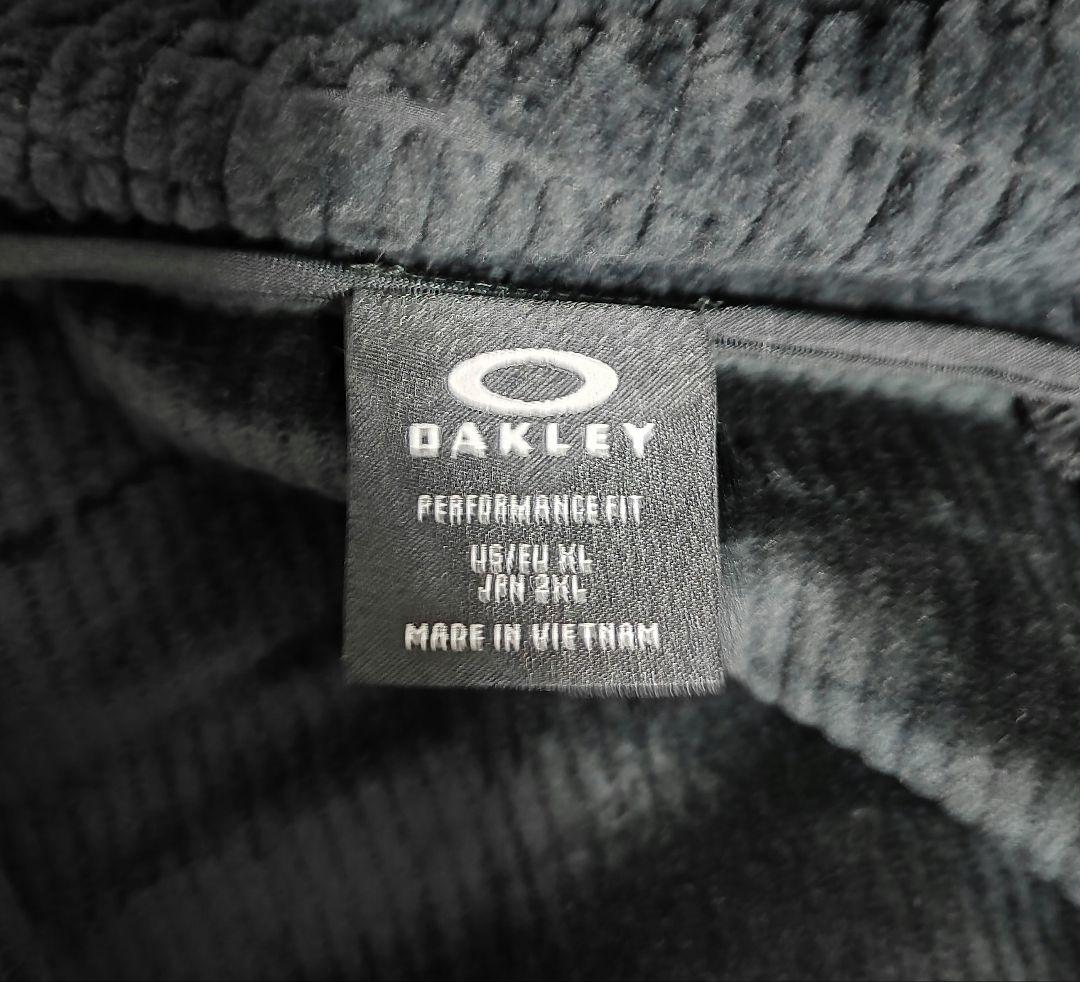 OAKLEY
PERFORMANCE FIT
US/EU XL
JPN 2XL
MADE IN VIETNAM